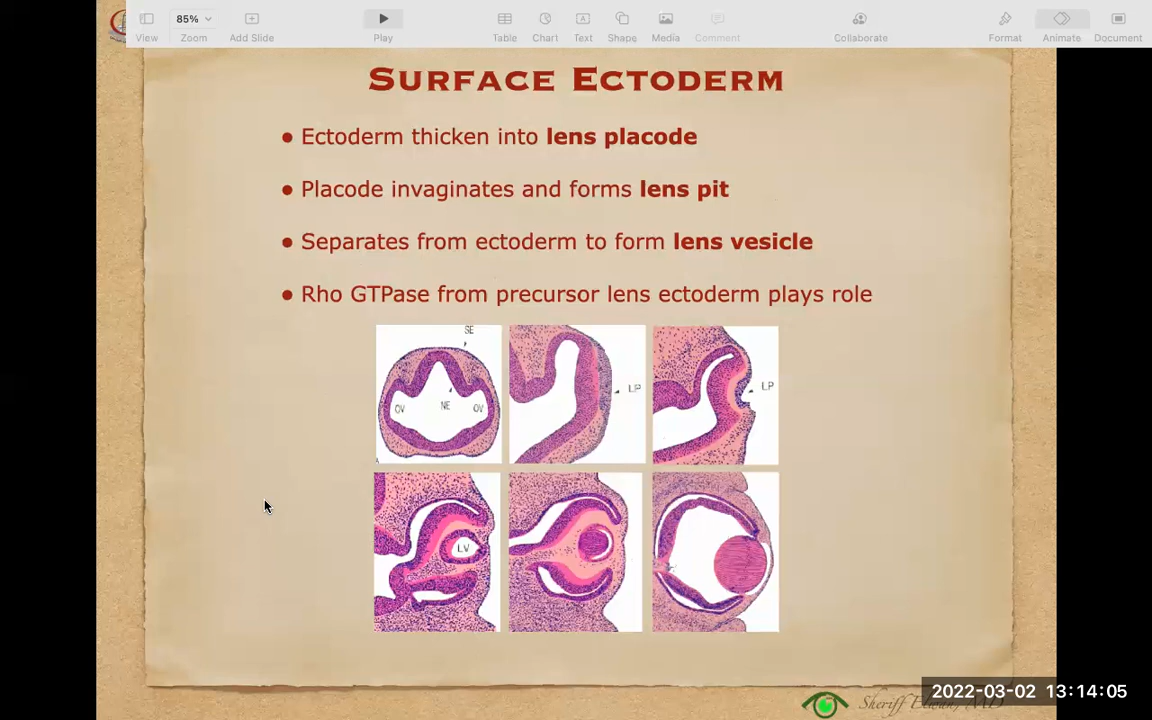 85%
View
Zoom
Add Slide
Play
Table
Chart
Text
Shape
Media
Comment
Collaborate
Format
Animate
Document
SURFACE ECTODERM
• Ectoderm thicken into lens placode
• Placode invaginates and forms lens pit
• Separates from ectoderm to form lens vesicle
• Rho GTPase from precursor lens ectoderm plays role
SE
OV
NE
OV
A
LP
LP
LV
2022-03-02 13:14:05
Sheriff Elwan, MD